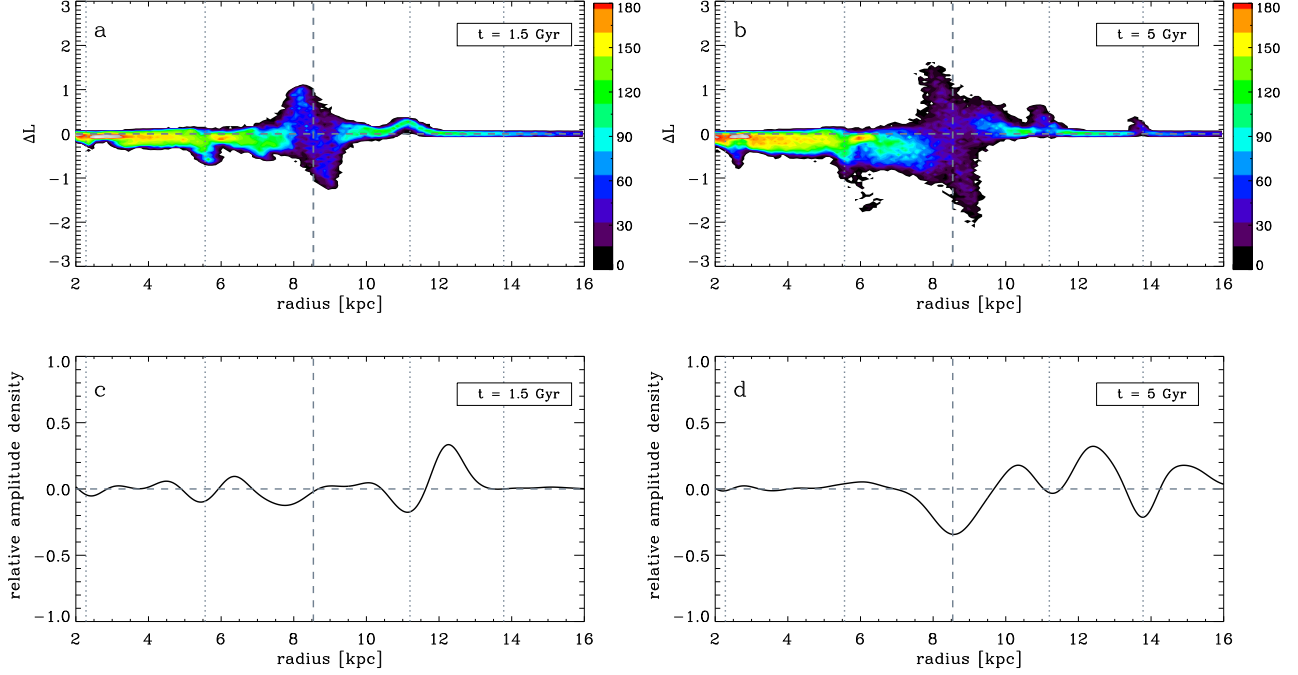 a
t = 1.5 Gyr
3
2
1
0
−1
−2
−3
ΔL
2 4 6 8 10 12 14 16
radius [kpc]
180
150
120
90
60
30
0
b
t = 5 Gyr
3
2
1
0
−1
−2
−3
ΔL
2 4 6 8 10 12 14 16
radius [kpc]
180
150
120
90
60
30
0
c
t = 1.5 Gyr
1.0
0.5
0.0
−0.5
−1.0
relative amplitude density
2 4 6 8 10 12 14 16
radius [kpc]
d
t = 5 Gyr
1.0
0.5
0.0
−0.5
−1.0
relative amplitude density
2 4 6 8 10 12 14 16
radius [kpc]